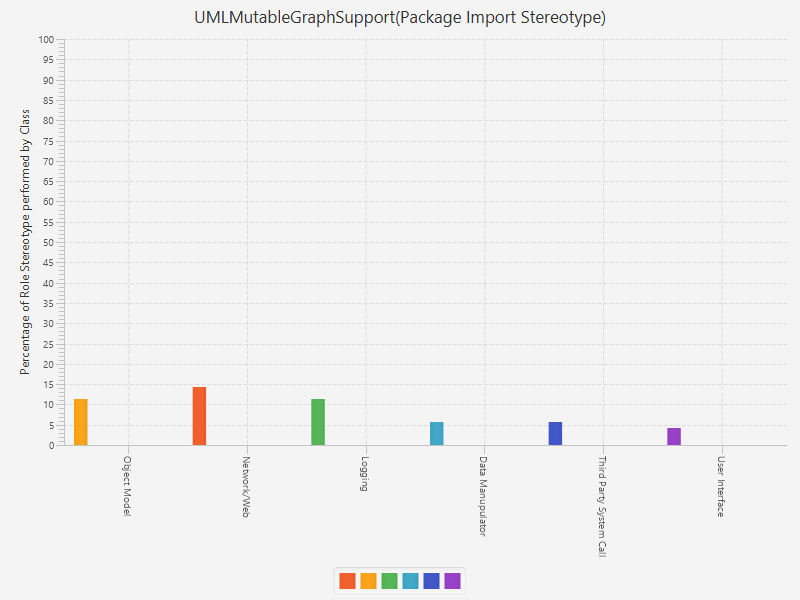 UMLMutableGraphSupport(Package Import Stereotype)
Percentage of Role Stereotype performed by Class
100
95
90
85
80
75
70
65
60
55
50
45
40
35
30
25
20
15
10
5
0
Object Model
Network/Web
Logging
Data Manupulator
Third Party System Call
User Interface